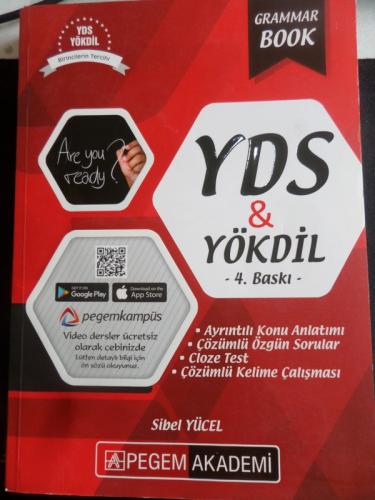 YDS
YÖKDİL
Birincilerin Tercihi
GRAMMAR
BOOK
Are you
ready?
YDS
&
YÖKDİL
- 4. Baskı -
GET IT ON
Google Play
Download on the
App Store
pegemkampüs
Video dersler ücretsiz
olarak cebinizde
Lütfen detaylı bilgi için
ön sözü okuyunuz.
• Ayrıntılı Konu Anlatımı
• Çözümlü Özgün Sorular
• Cloze Test
• Çözümlü Kelime Çalışması
Sibel YÜCEL
PEGEM AKADEMİ